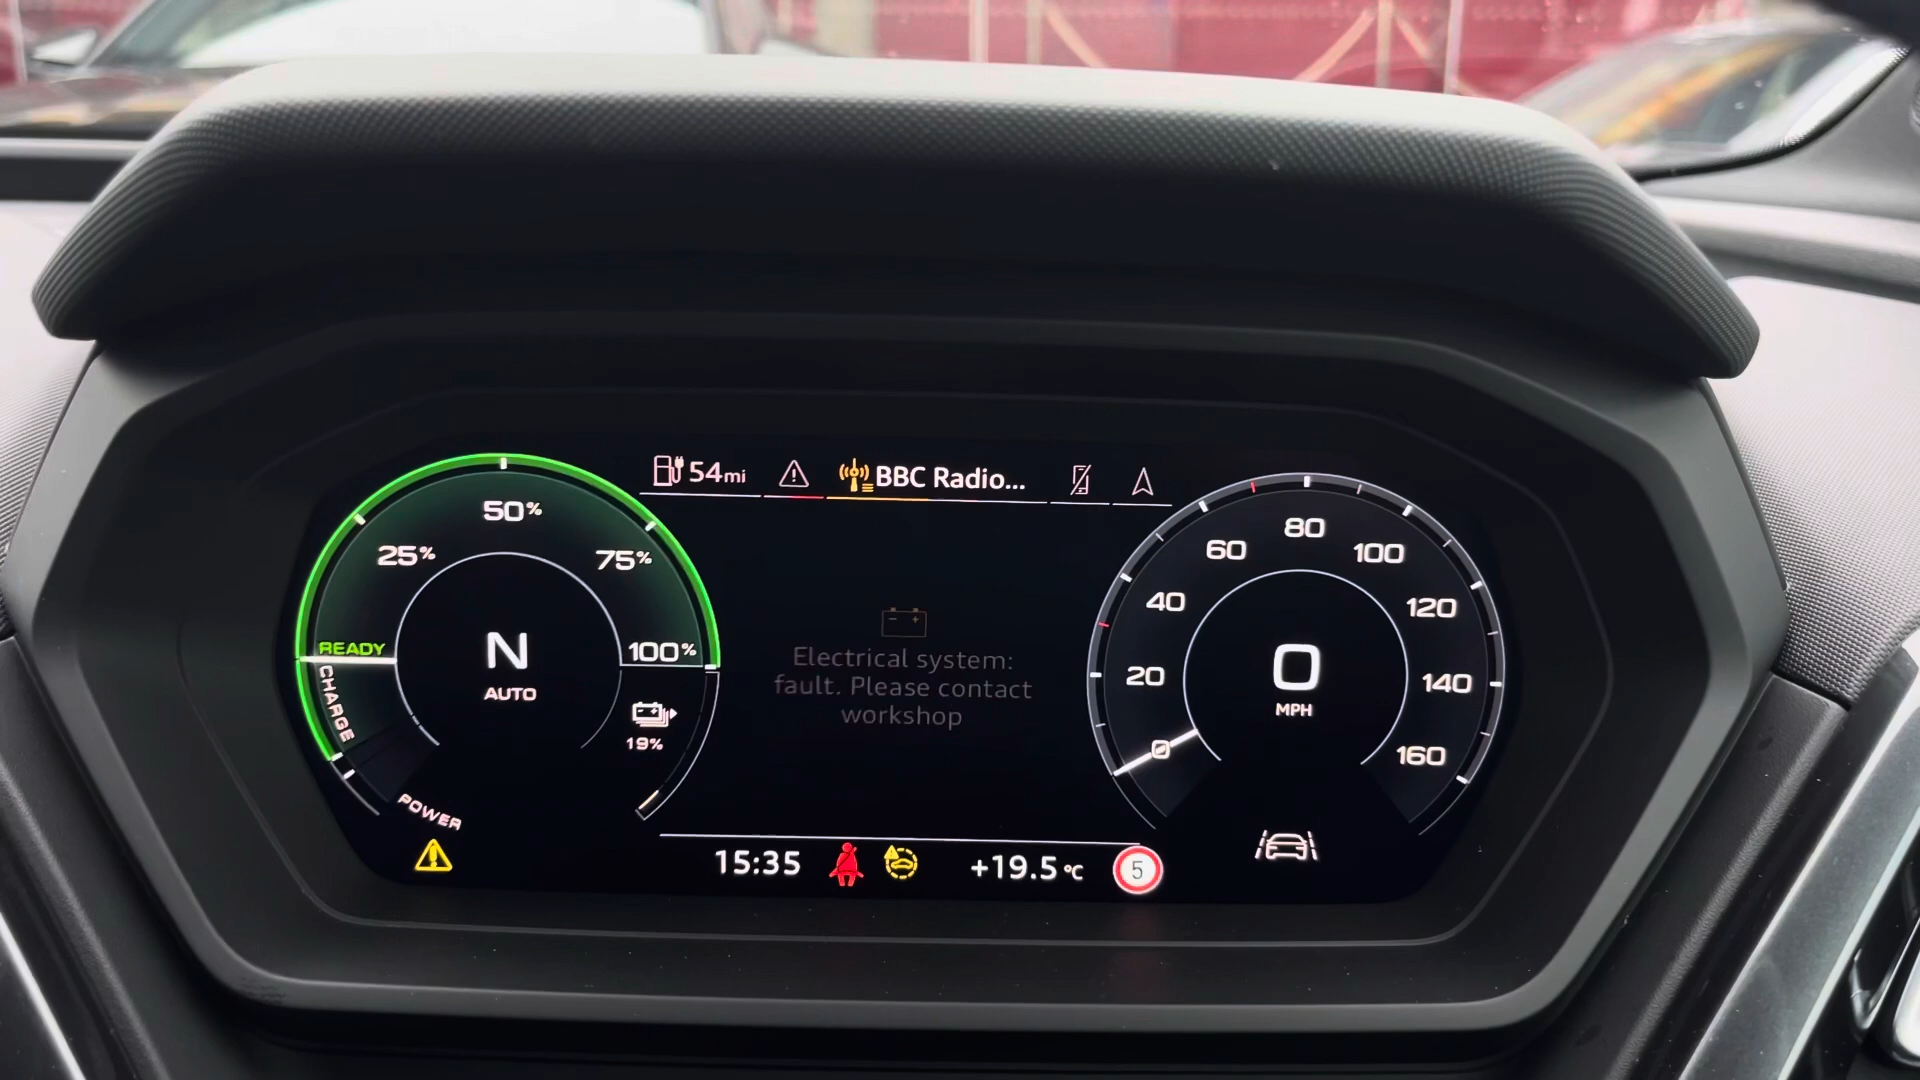 54mi
BBC Radio...
50%
25%
75%
READY
100%
CHARGE
N
AUTO
19%
POWER
Electrical system:
fault. Please contact
workshop
80
60
100
40
120
20
140
0
160
0
MPH
15:35
+19.5°C
5